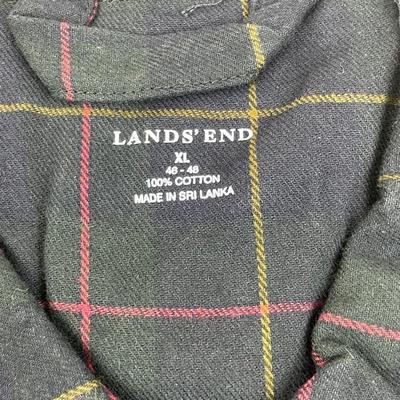 LANDS' END
XL
46 - 48
100% COTTON
MADE IN SRI LANKA